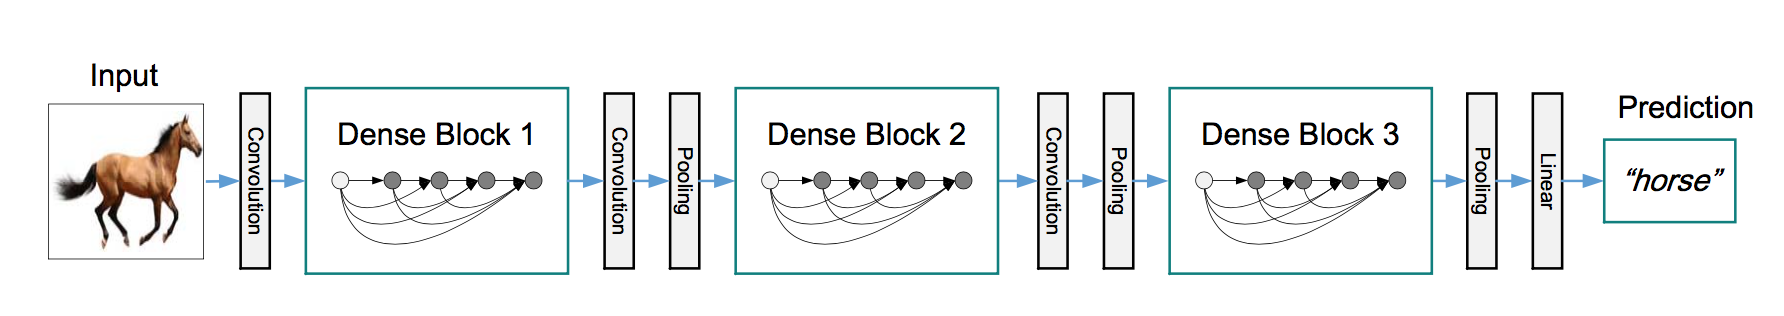 Input
Convolution
Dense Block 1
Convolution
Pooling
Dense Block 2
Convolution
Pooling
Dense Block 3
Pooling
Linear
Prediction
“horse”